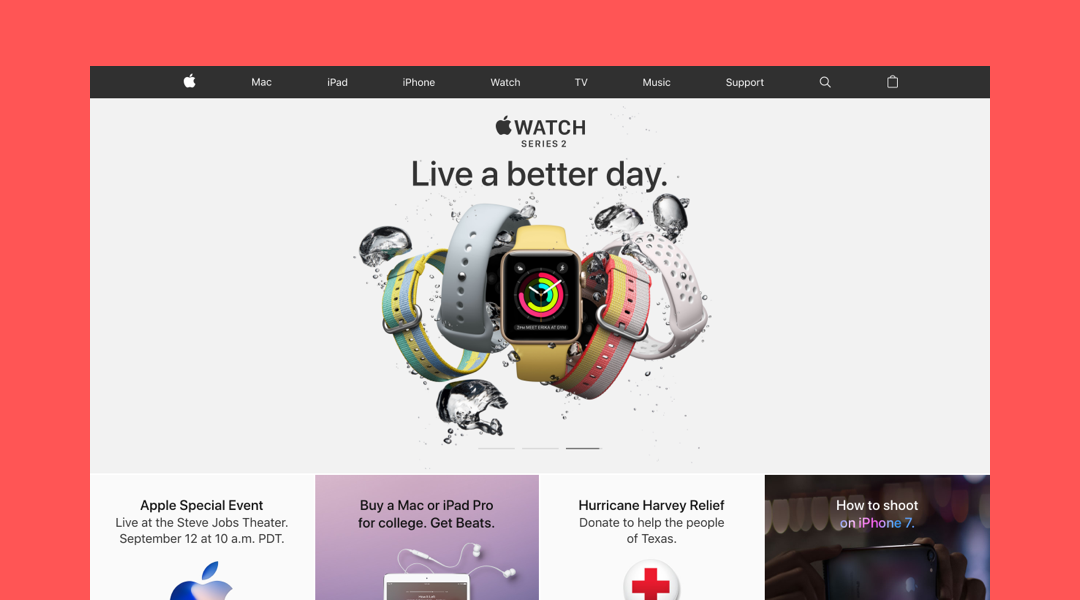 Mac iPad iPhone Watch TV Music Support
WATCH
SERIES 2
Live a better day.
Apple Special Event
Live at the Steve Jobs Theater.
September 12 at 10 a.m. PDT.
Buy a Mac or iPad Pro
for college. Get Beats.
Hurricane Harvey Relief
Donate to help the people
of Texas.
How to shoot
on iPhone 7.